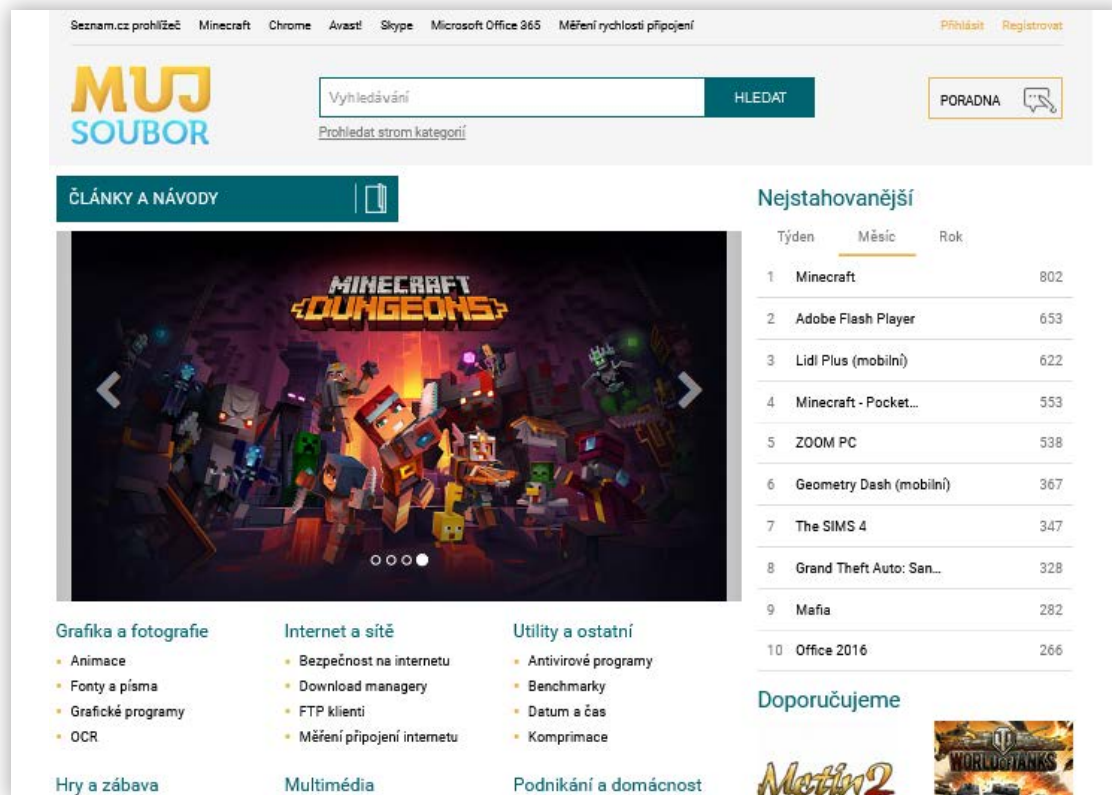 Seznam.cz prohlížeč Minecraft Chrome Avast! Skype Microsoft Office 365 Měření rychlosti připojení Přihlásit Registrovat
MUJ
SOUBOR
Vyhledávání HLEDAT
Prohledat strom kategorií
PORADNA
ČLÁNKY A NÁVODY
MINECRAFT
DUNGEONS
Nejstahovanější
Týden Měsíc Rok
1 Minecraft 802
2 Adobe Flash Player 653
3 Lidl Plus (mobilní) 622
4 Minecraft - Pocket... 553
5 ZOOM PC 538
6 Geometry Dash (mobilní) 367
7 The SIMS 4 347
8 Grand Theft Auto: San... 328
9 Mafia 282
10 Office 2016 266
Grafika a fotografie
Animace
Fonty a písma
Grafické programy
OCR
Internet a sítě
Bezpečnost na internetu
Download managery
FTP klienti
Měření připojení internetu
Utility a ostatní
Antivirové programy
Benchmarky
Datum a čas
Komprimace
Hry a zábava
Multimédia
Podnikání a domácnost
Doporučujeme
Metin2
WORLD OF TANKS